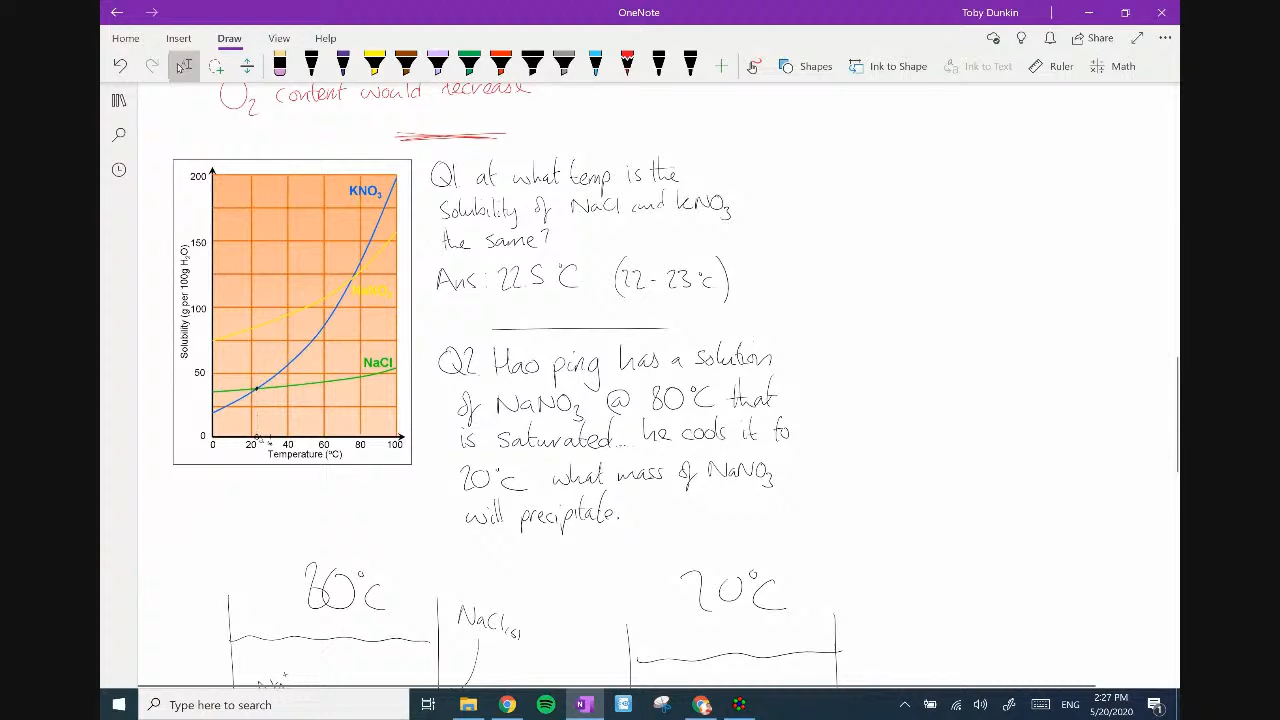 OneNote
Toby Dunkin
Home Insert Draw View Help
Share
Shapes
Ink to Shape
Ink to Text
Ruler
Math
O2 content would decrease
200
150
100
50
0
Solubility (g per 100g H2O)
KNO3
NaNO3
NaCl
0 20 40 60 80 100
Temperature (°C)
Q1 at what temp is the
solubility of NaCl and KNO3
the same?
Ans: 22.5 °C (22-23°C)
Q2 Hao ping has a solution
of NaNO3 @ 80°C that
is saturated... he cools it to
20°C what mass of NaNO3
will precipitate.
80°C
20°C
NaCl(s)
Type here to search
ENG
2:27 PM
5/20/2020
1